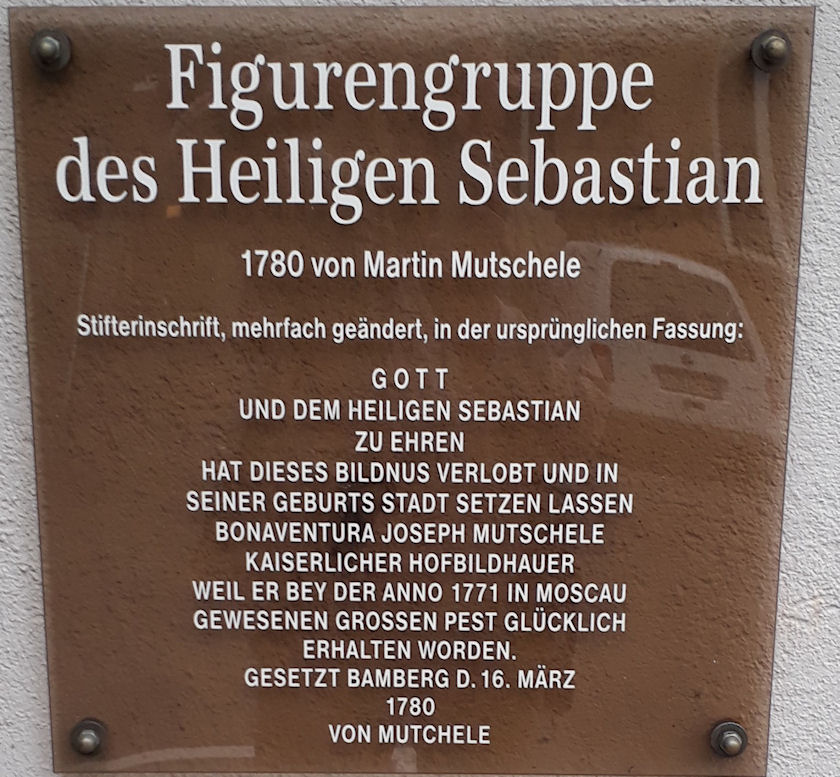 Figurengruppe
des Heiligen Sebastian
1780 von Martin Mutschele
Stifterinschrift, mehrfach geändert, in der ursprünglichen Fassung:
GOTT
UND DEM HEILIGEN SEBASTIAN
ZU EHREN
HAT DIESES BILDNUS VERLOBT UND IN
SEINER GEBURTS STADT SETZEN LASSEN
BONAVENTURA JOSEPH MUTSCHELE
KAISERLICHER HOFBILDHAUER
WEIL ER BEY DER ANNO 1771 IN MOSCAU
GEWESENEN GROSSEN PEST GLÜCKLICH
ERHALTEN WORDEN.
GESETZT BAMBERG D. 16. MÄRZ
1780
VON MUTCHELE